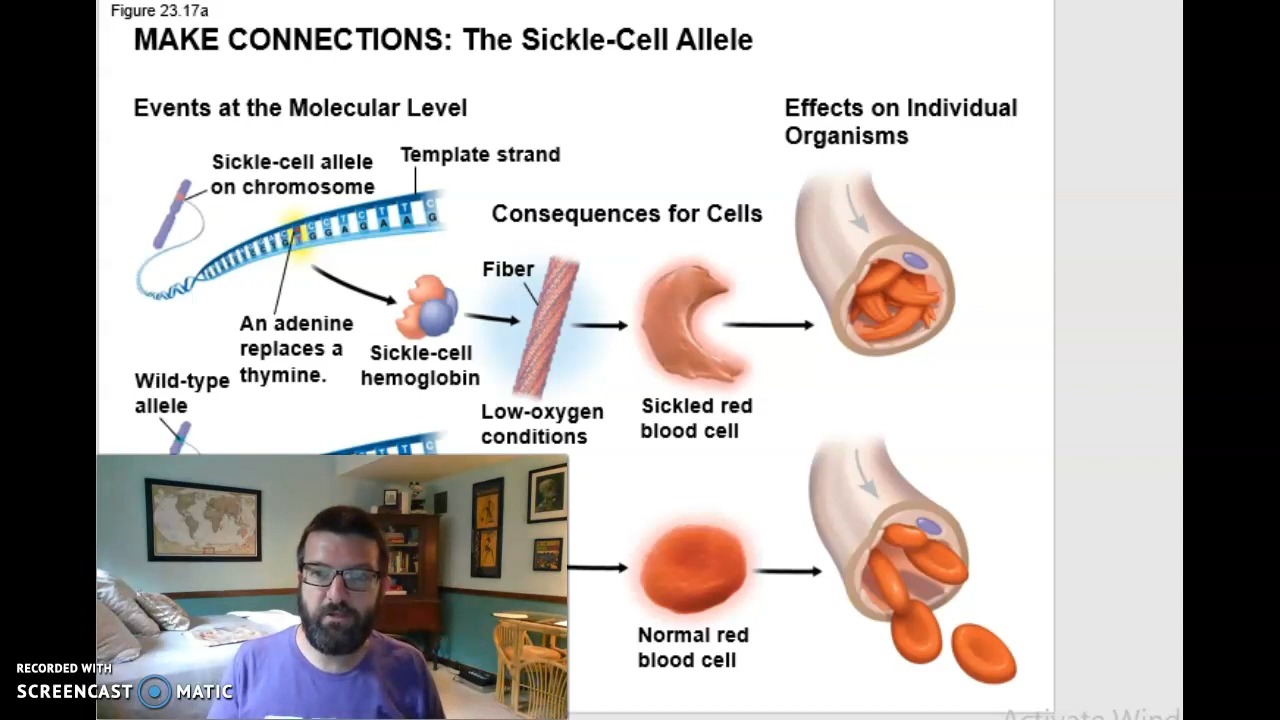 Figure 23.17a
MAKE CONNECTIONS: The Sickle-Cell Allele
Events at the Molecular Level
Effects on Individual
Organisms
Sickle-cell allele
on chromosome
Template strand
Consequences for Cells
Fiber
An adenine
replaces a
thymine.
Sickle-cell
hemoglobin
Low-oxygen
conditions
Sickled red
blood cell
Wild-type
allele
Normal red
blood cell
RECORDED WITH
SCREENCAST MATIC
Activate Wind